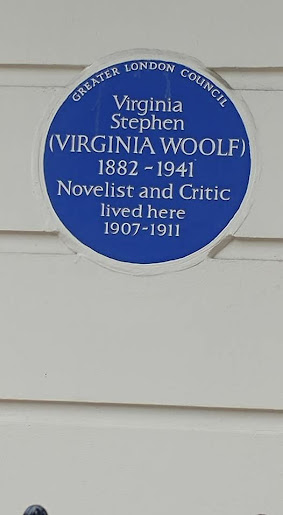 GREATER LONDON COUNCIL
Virginia
Stephen
(VIRGINIA WOOLF)
1882 - 1941
Novelist and Critic
lived here
1907-1911